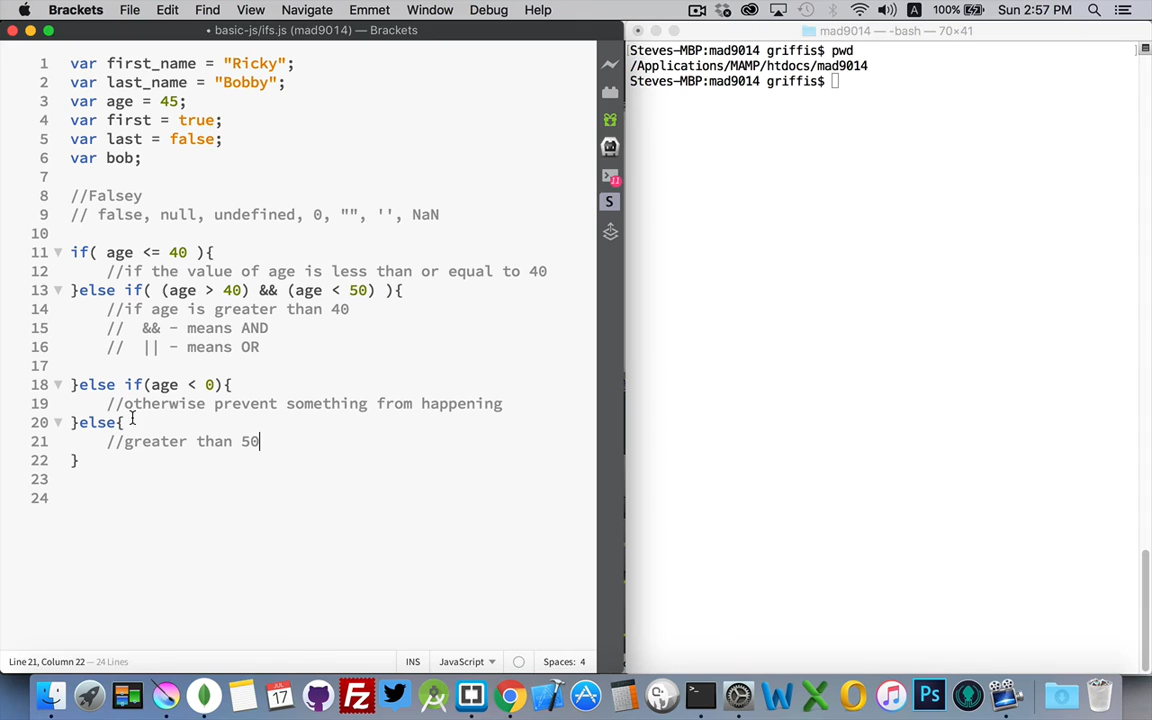 Brackets File Edit Find View Navigate Emmet Window Debug Help A 100% Sun 2:57 PM
• basic-js/ifs.js (mad9014) — Brackets
mad9014 — -bash — 70×41
1 var first_name = "Ricky";
2 var last_name = "Bobby";
3 var age = 45;
4 var first = true;
5 var last = false;
6 var bob;
7
8 //Falsey
9 // false, null, undefined, 0, "", '', NaN
10
11 if( age <= 40 ){
12 //if the value of age is less than or equal to 40
13 }else if( (age > 40) && (age < 50) ){
14 //if age is greater than 40
15 // && - means AND
16 // || - means OR
17
18 }else if(age < 0){
19 //otherwise prevent something from happening
20 }else{
21 //greater than 50
22 }
23
24
11
S
Steves-MBP:mad9014 griffis$ pwd
/Applications/MAMP/htdocs/mad9014
Steves-MBP:mad9014 griffis$
Line 21, Column 22 — 24 Lines
INS JavaScript Spaces: 4
17